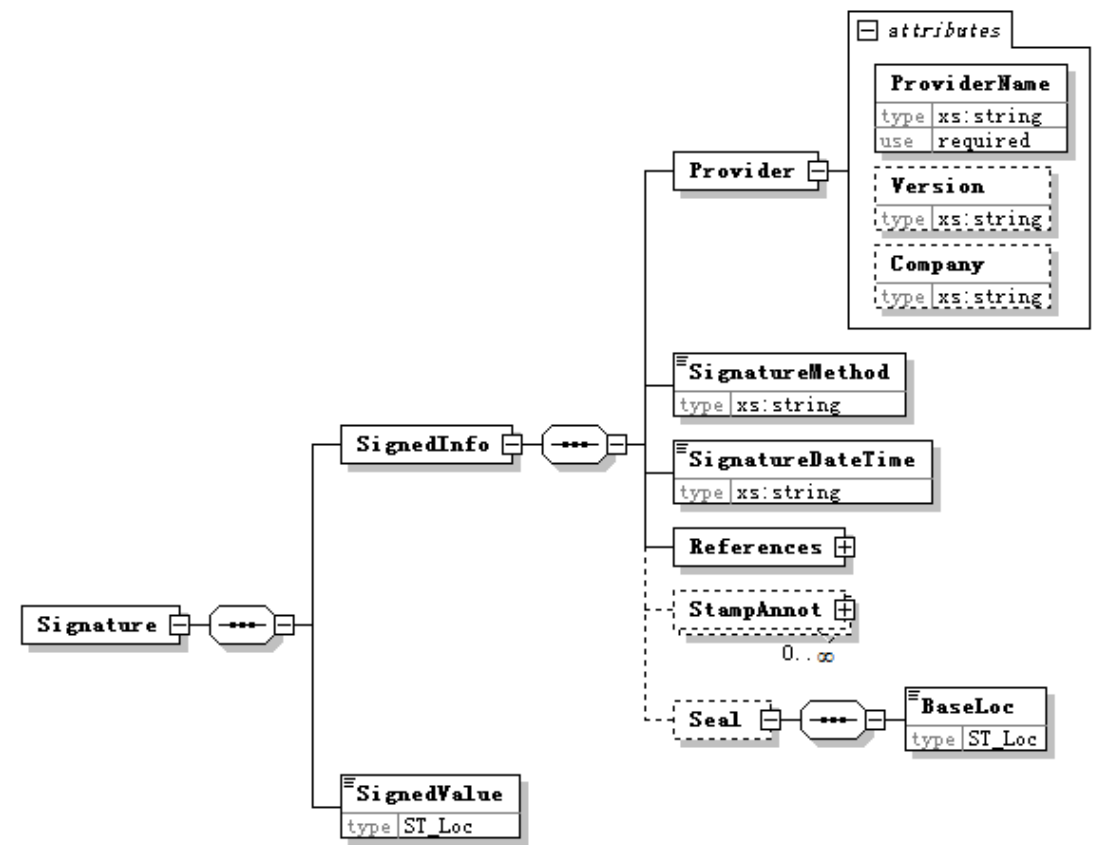 attributes
ProviderName
type xs:string
use required
Provider
Version
type xs:string
Company
type xs:string
SignatureMethod
type xs:string
SignedInfo
SignatureDateTime
type xs:string
References
Signature
StampAnnot
0..∞
Seal
BaseLoc
type ST_Loc
SignedValue
type ST_Loc